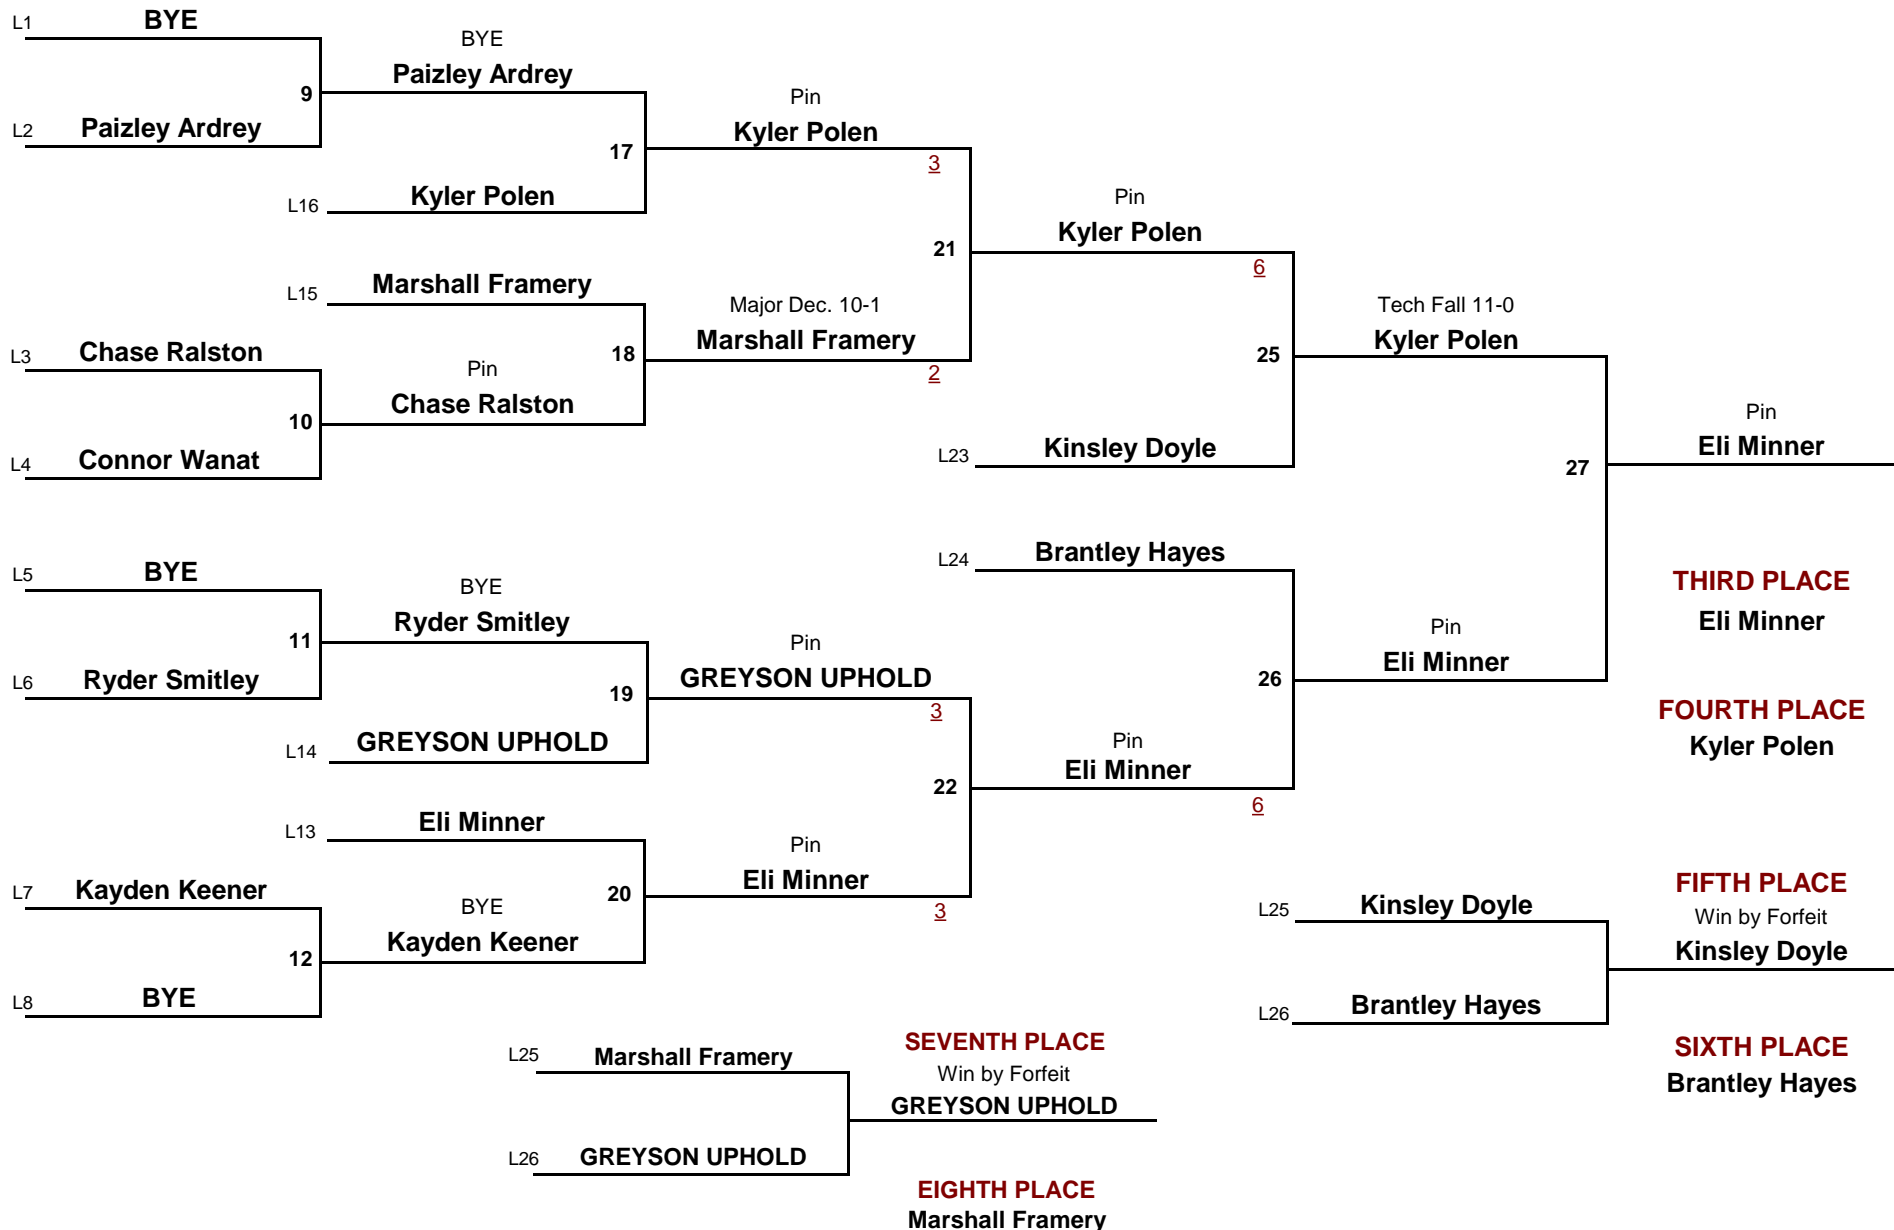 L1 BYE
BYE
Paizley Ardrey
9
L2 Paizley Ardrey
Pin
Kyler Polen
17
3
L16 Kyler Polen
Pin
Kyler Polen
21
6
L15 Marshall Framery
Major Dec. 10-1
Marshall Framery
18
2
L3 Chase Ralston
Pin
Chase Ralston
10
L4 Connor Wanat
Tech Fall 11-0
Kyler Polen
25
L23 Kinsley Doyle
Pin
Eli Minner
27
L24 Brantley Hayes
L5 BYE
BYE
Ryder Smitley
11
L6 Ryder Smitley
Pin
GREYSON UPHOLD
19
3
L14 GREYSON UPHOLD
Pin
Eli Minner
26
THIRD PLACE
Eli Minner
FOURTH PLACE
Kyler Polen
Pin
Eli Minner
22
6
L13 Eli Minner
Pin
Eli Minner
20
3
L7 Kayden Keener
BYE
Kayden Keener
12
L8 BYE
L25 Kinsley Doyle
FIFTH PLACE
Win by Forfeit
Kinsley Doyle
L26 Brantley Hayes
SIXTH PLACE
Brantley Hayes
L25 Marshall Framery
SEVENTH PLACE
Win by Forfeit
GREYSON UPHOLD
L26 GREYSON UPHOLD
EIGHTH PLACE
Marshall Framery